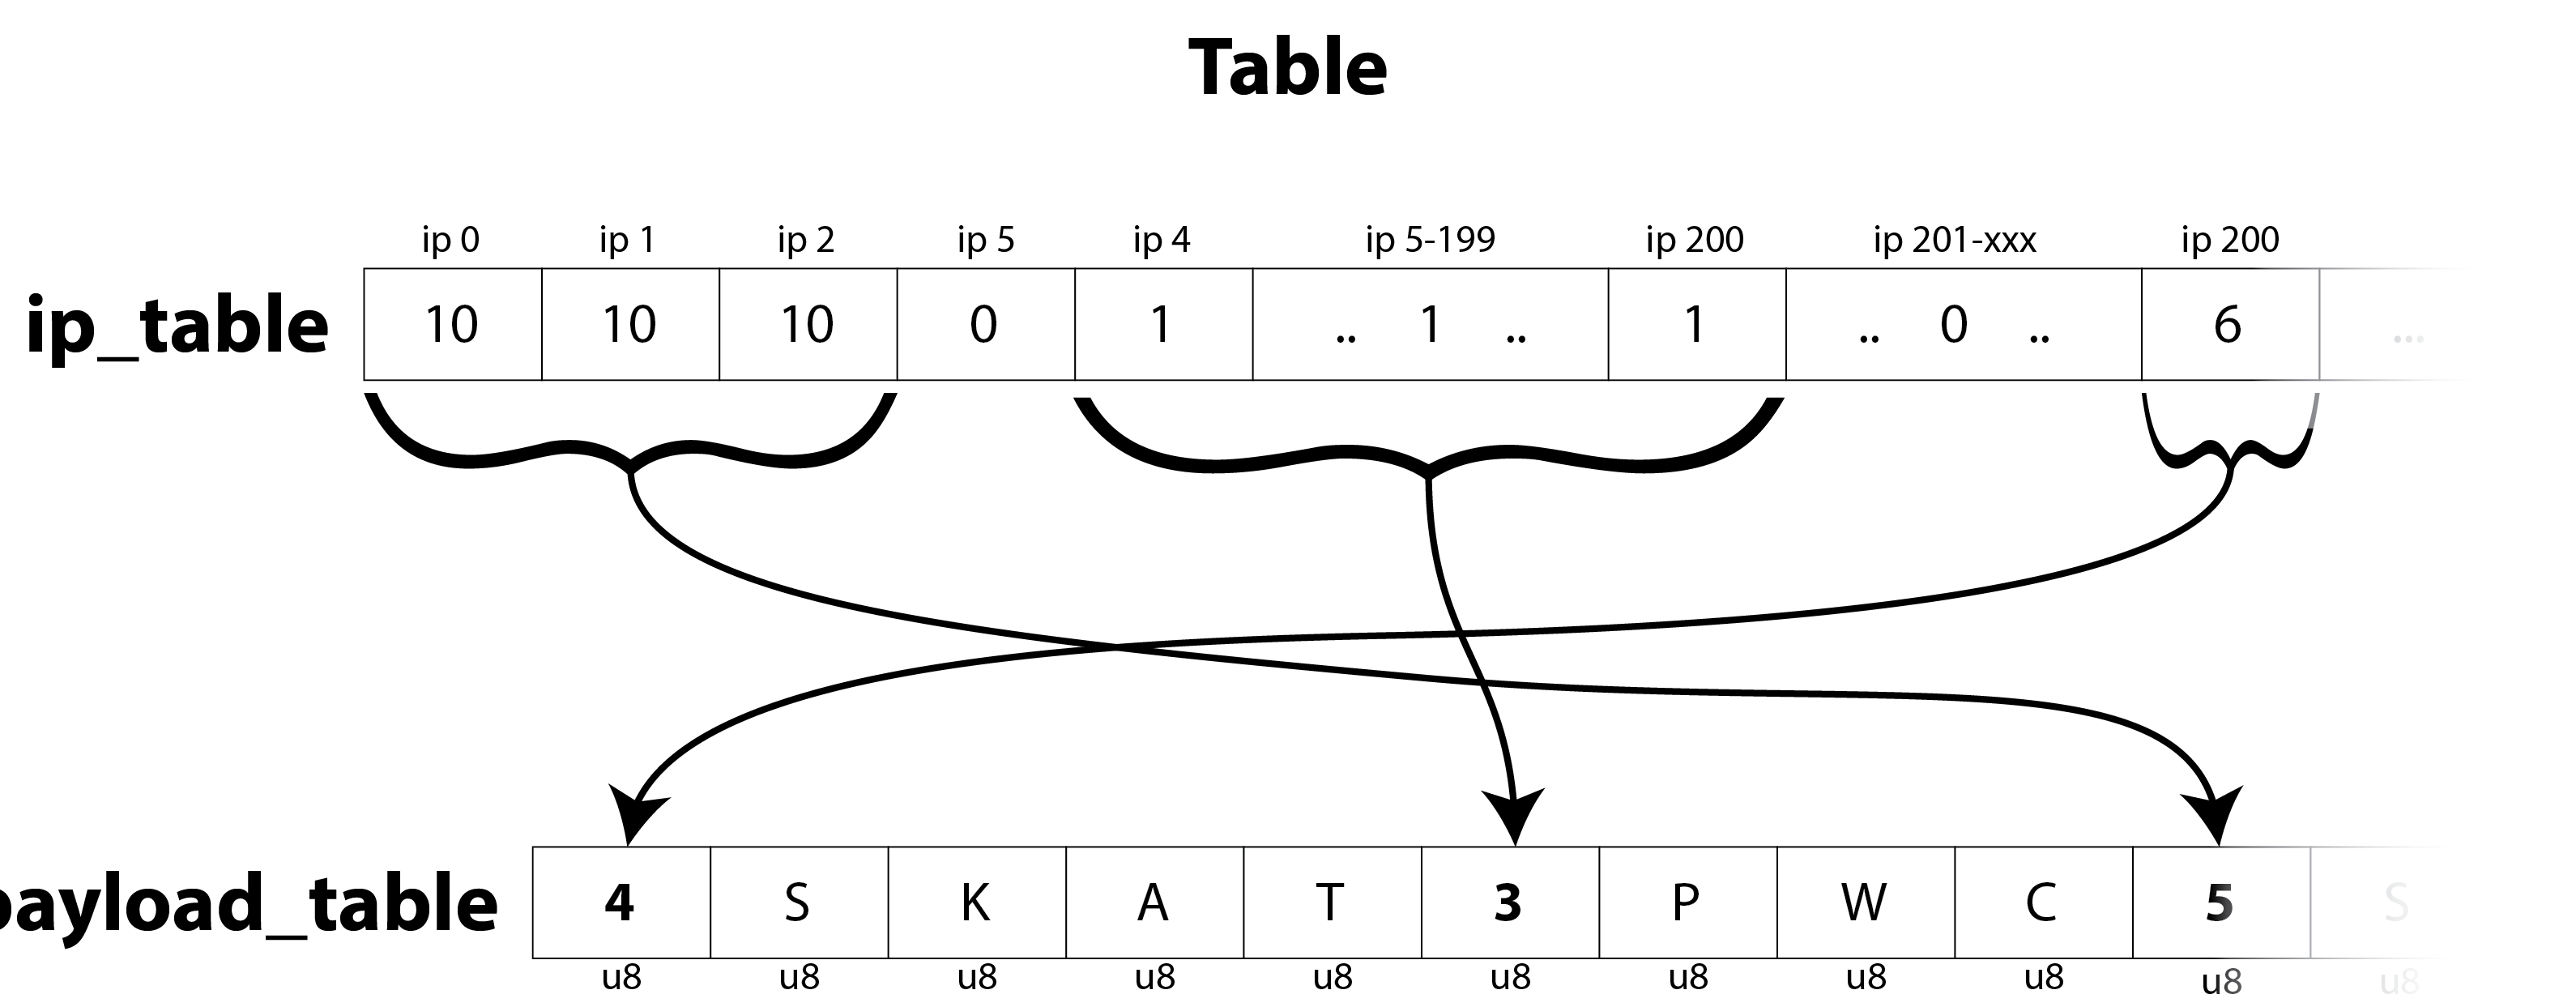 Table
ip 0 ip 1 ip 2 ip 5 ip 4 ip 5-199 ip 200 ip 201-xxx ip 200
ip_table 10 10 10 0 1 .. 1 .. 1 .. 0 .. 6 ...
payload_table 4 S K A T 3 P W C 5 S
u8 u8 u8 u8 u8 u8 u8 u8 u8 u8 u8